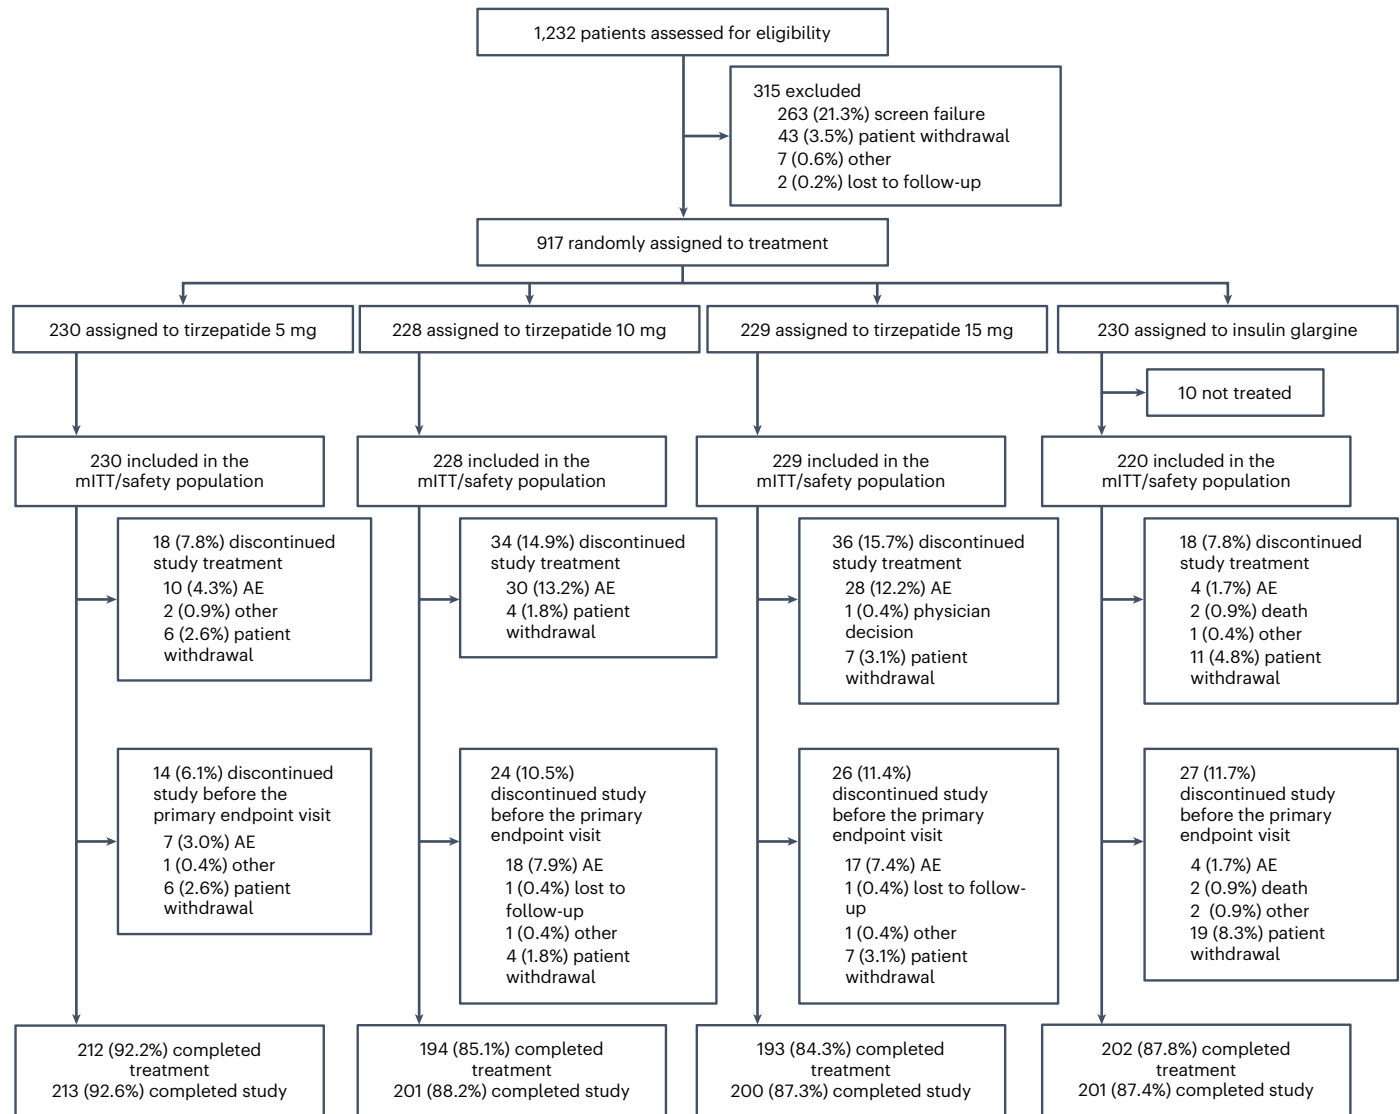 1,232 patients assessed for eligibility
315 excluded
263 (21.3%) screen failure
43 (3.5%) patient withdrawal
7 (0.6%) other
2 (0.2%) lost to follow-up
917 randomly assigned to treatment
230 assigned to tirzepatide 5 mg
228 assigned to tirzepatide 10 mg
229 assigned to tirzepatide 15 mg
230 assigned to insulin glargine
10 not treated
230 included in the
mITT/safety population
228 included in the
mITT/safety population
229 included in the
mITT/safety population
220 included in the
mITT/safety population
18 (7.8%) discontinued
study treatment
10 (4.3%) AE
2 (0.9%) other
6 (2.6%) patient
withdrawal
34 (14.9%) discontinued
study treatment
30 (13.2%) AE
4 (1.8%) patient
withdrawal
36 (15.7%) discontinued
study treatment
28 (12.2%) AE
1 (0.4%) physician
decision
7 (3.1%) patient
withdrawal
18 (7.8%) discontinued
study treatment
4 (1.7%) AE
2 (0.9%) death
1 (0.4%) other
11 (4.8%) patient
withdrawal
14 (6.1%) discontinued
study before the
primary endpoint visit
7 (3.0%) AE
1 (0.4%) other
6 (2.6%) patient
withdrawal
24 (10.5%)
discontinued study
before the primary
endpoint visit
18 (7.9%) AE
1 (0.4%) lost to
follow-up
1 (0.4%) other
4 (1.8%) patient
withdrawal
26 (11.4%)
discontinued study
before the primary
endpoint visit
17 (7.4%) AE
1 (0.4%) lost to follow-
up
1 (0.4%) other
7 (3.1%) patient
withdrawal
27 (11.7%)
discontinued study
before the primary
endpoint visit
4 (1.7%) AE
2 (0.9%) death
2 (0.9%) other
19 (8.3%) patient
withdrawal
212 (92.2%) completed
treatment
213 (92.6%) completed study
194 (85.1%) completed
treatment
201 (88.2%) completed study
193 (84.3%) completed
treatment
200 (87.3%) completed study
202 (87.8%) completed
treatment
201 (87.4%) completed study